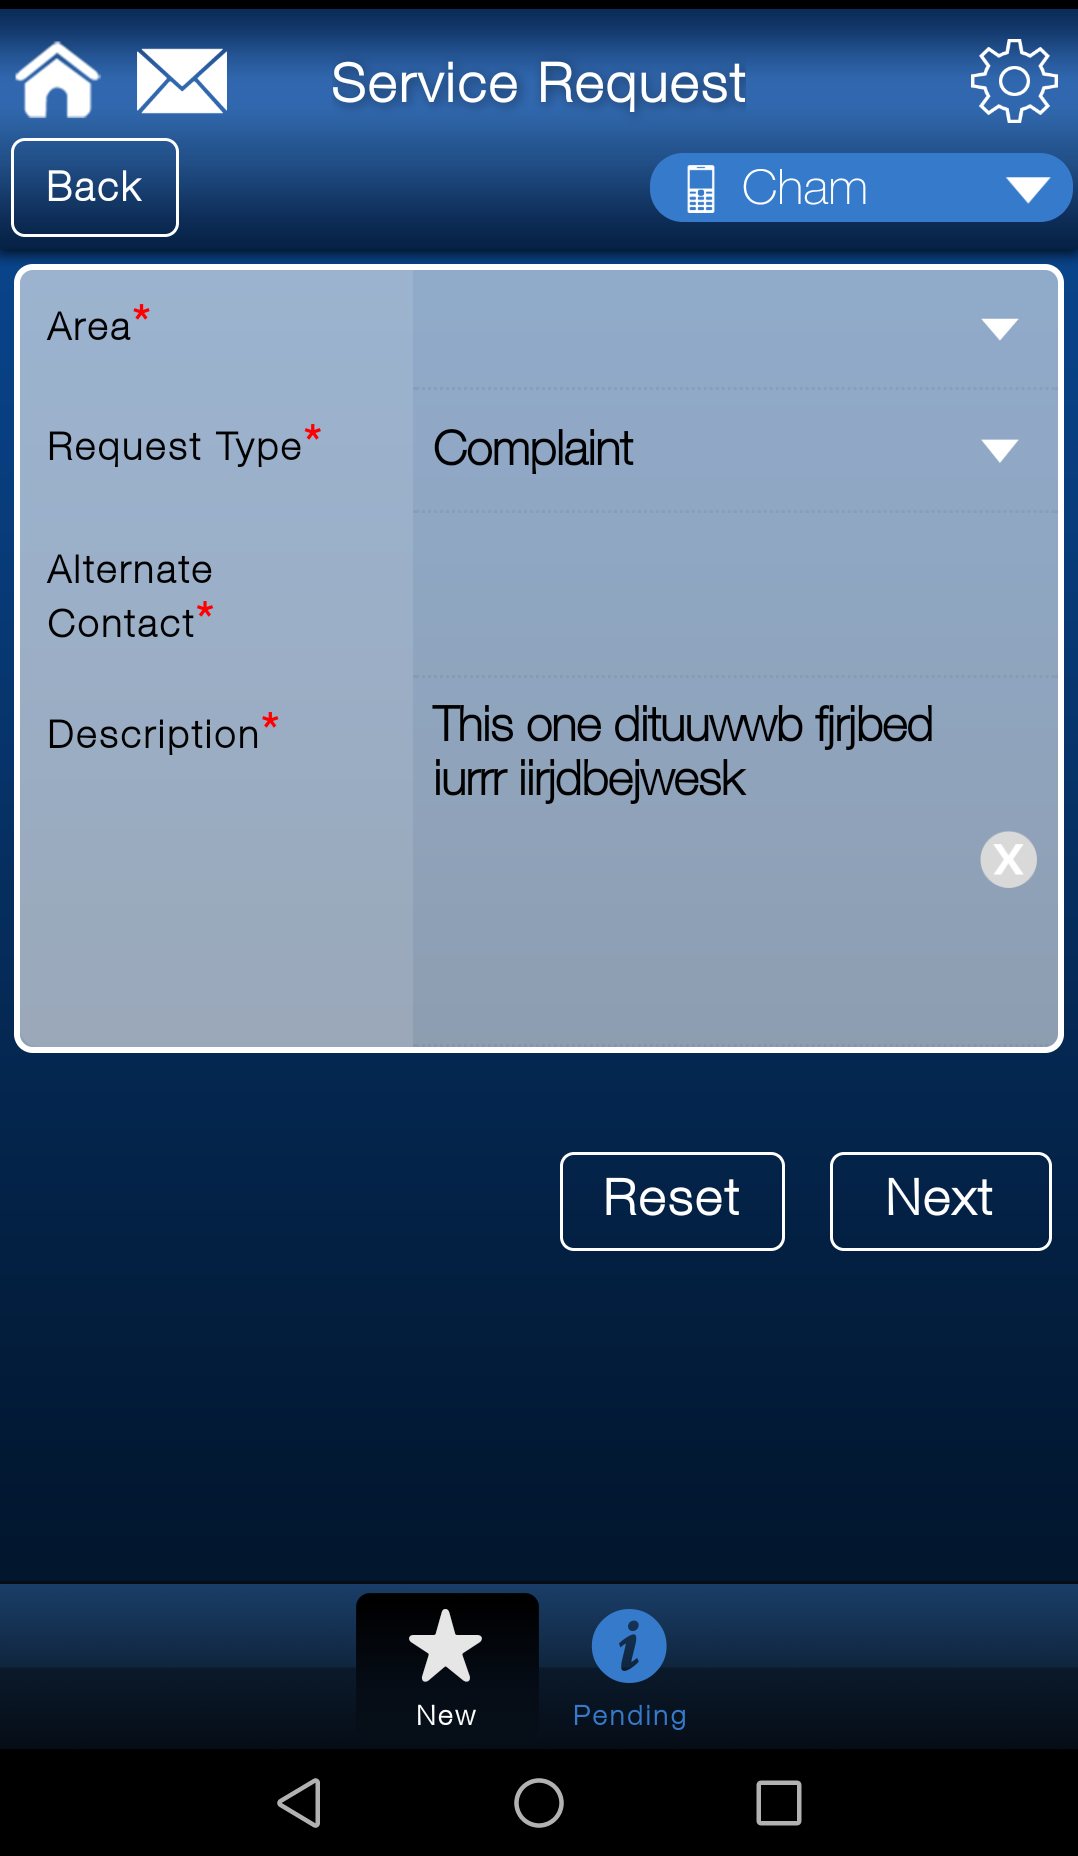 Service Request
Back
Cham
Area*
Request Type*
Complaint
Alternate
Contact*
Description*
This one dituuwwb fjrjbed
iurrr iirjdbejwesk
X
Reset
Next
New
Pending